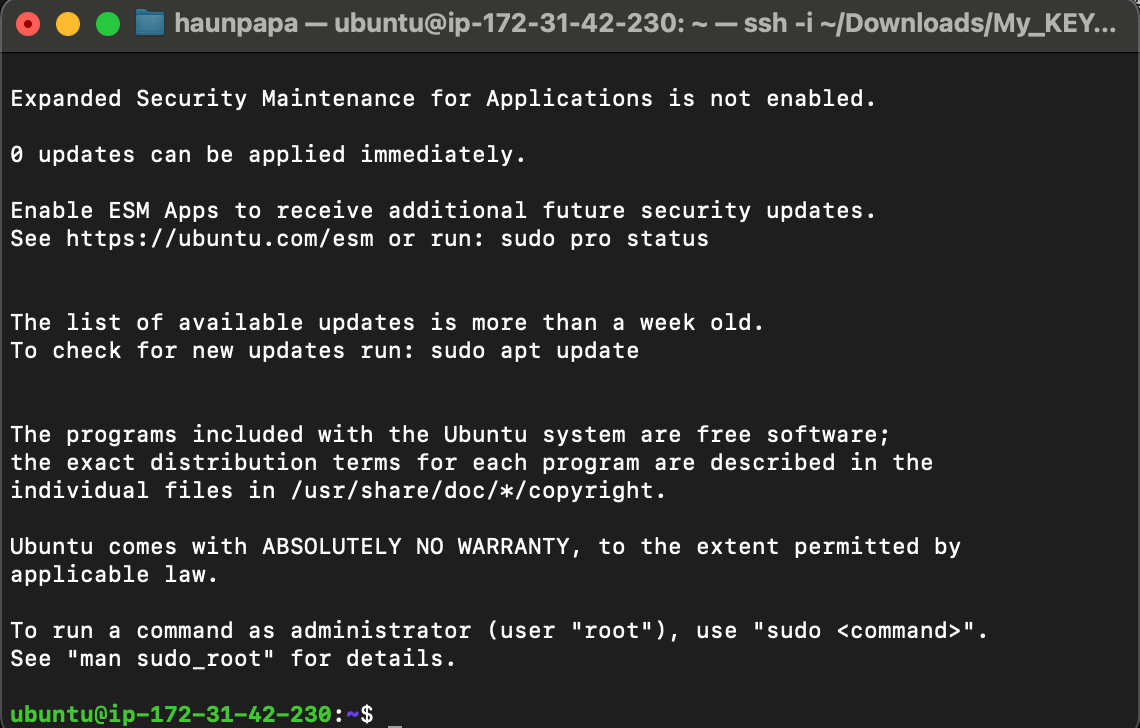 haunpapa — ubuntu@ip-172-31-42-230: ~ — ssh -i ~/Downloads/My_KEY...
Expanded Security Maintenance for Applications is not enabled.
0 updates can be applied immediately.
Enable ESM Apps to receive additional future security updates.
See https://ubuntu.com/esm or run: sudo pro status
The list of available updates is more than a week old.
To check for new updates run: sudo apt update
The programs included with the Ubuntu system are free software;
the exact distribution terms for each program are described in the
individual files in /usr/share/doc/*/copyright.
Ubuntu comes with ABSOLUTELY NO WARRANTY, to the extent permitted by
applicable law.
To run a command as administrator (user "root"), use "sudo <command>".
See "man sudo_root" for details.
ubuntu@ip-172-31-42-230:~$